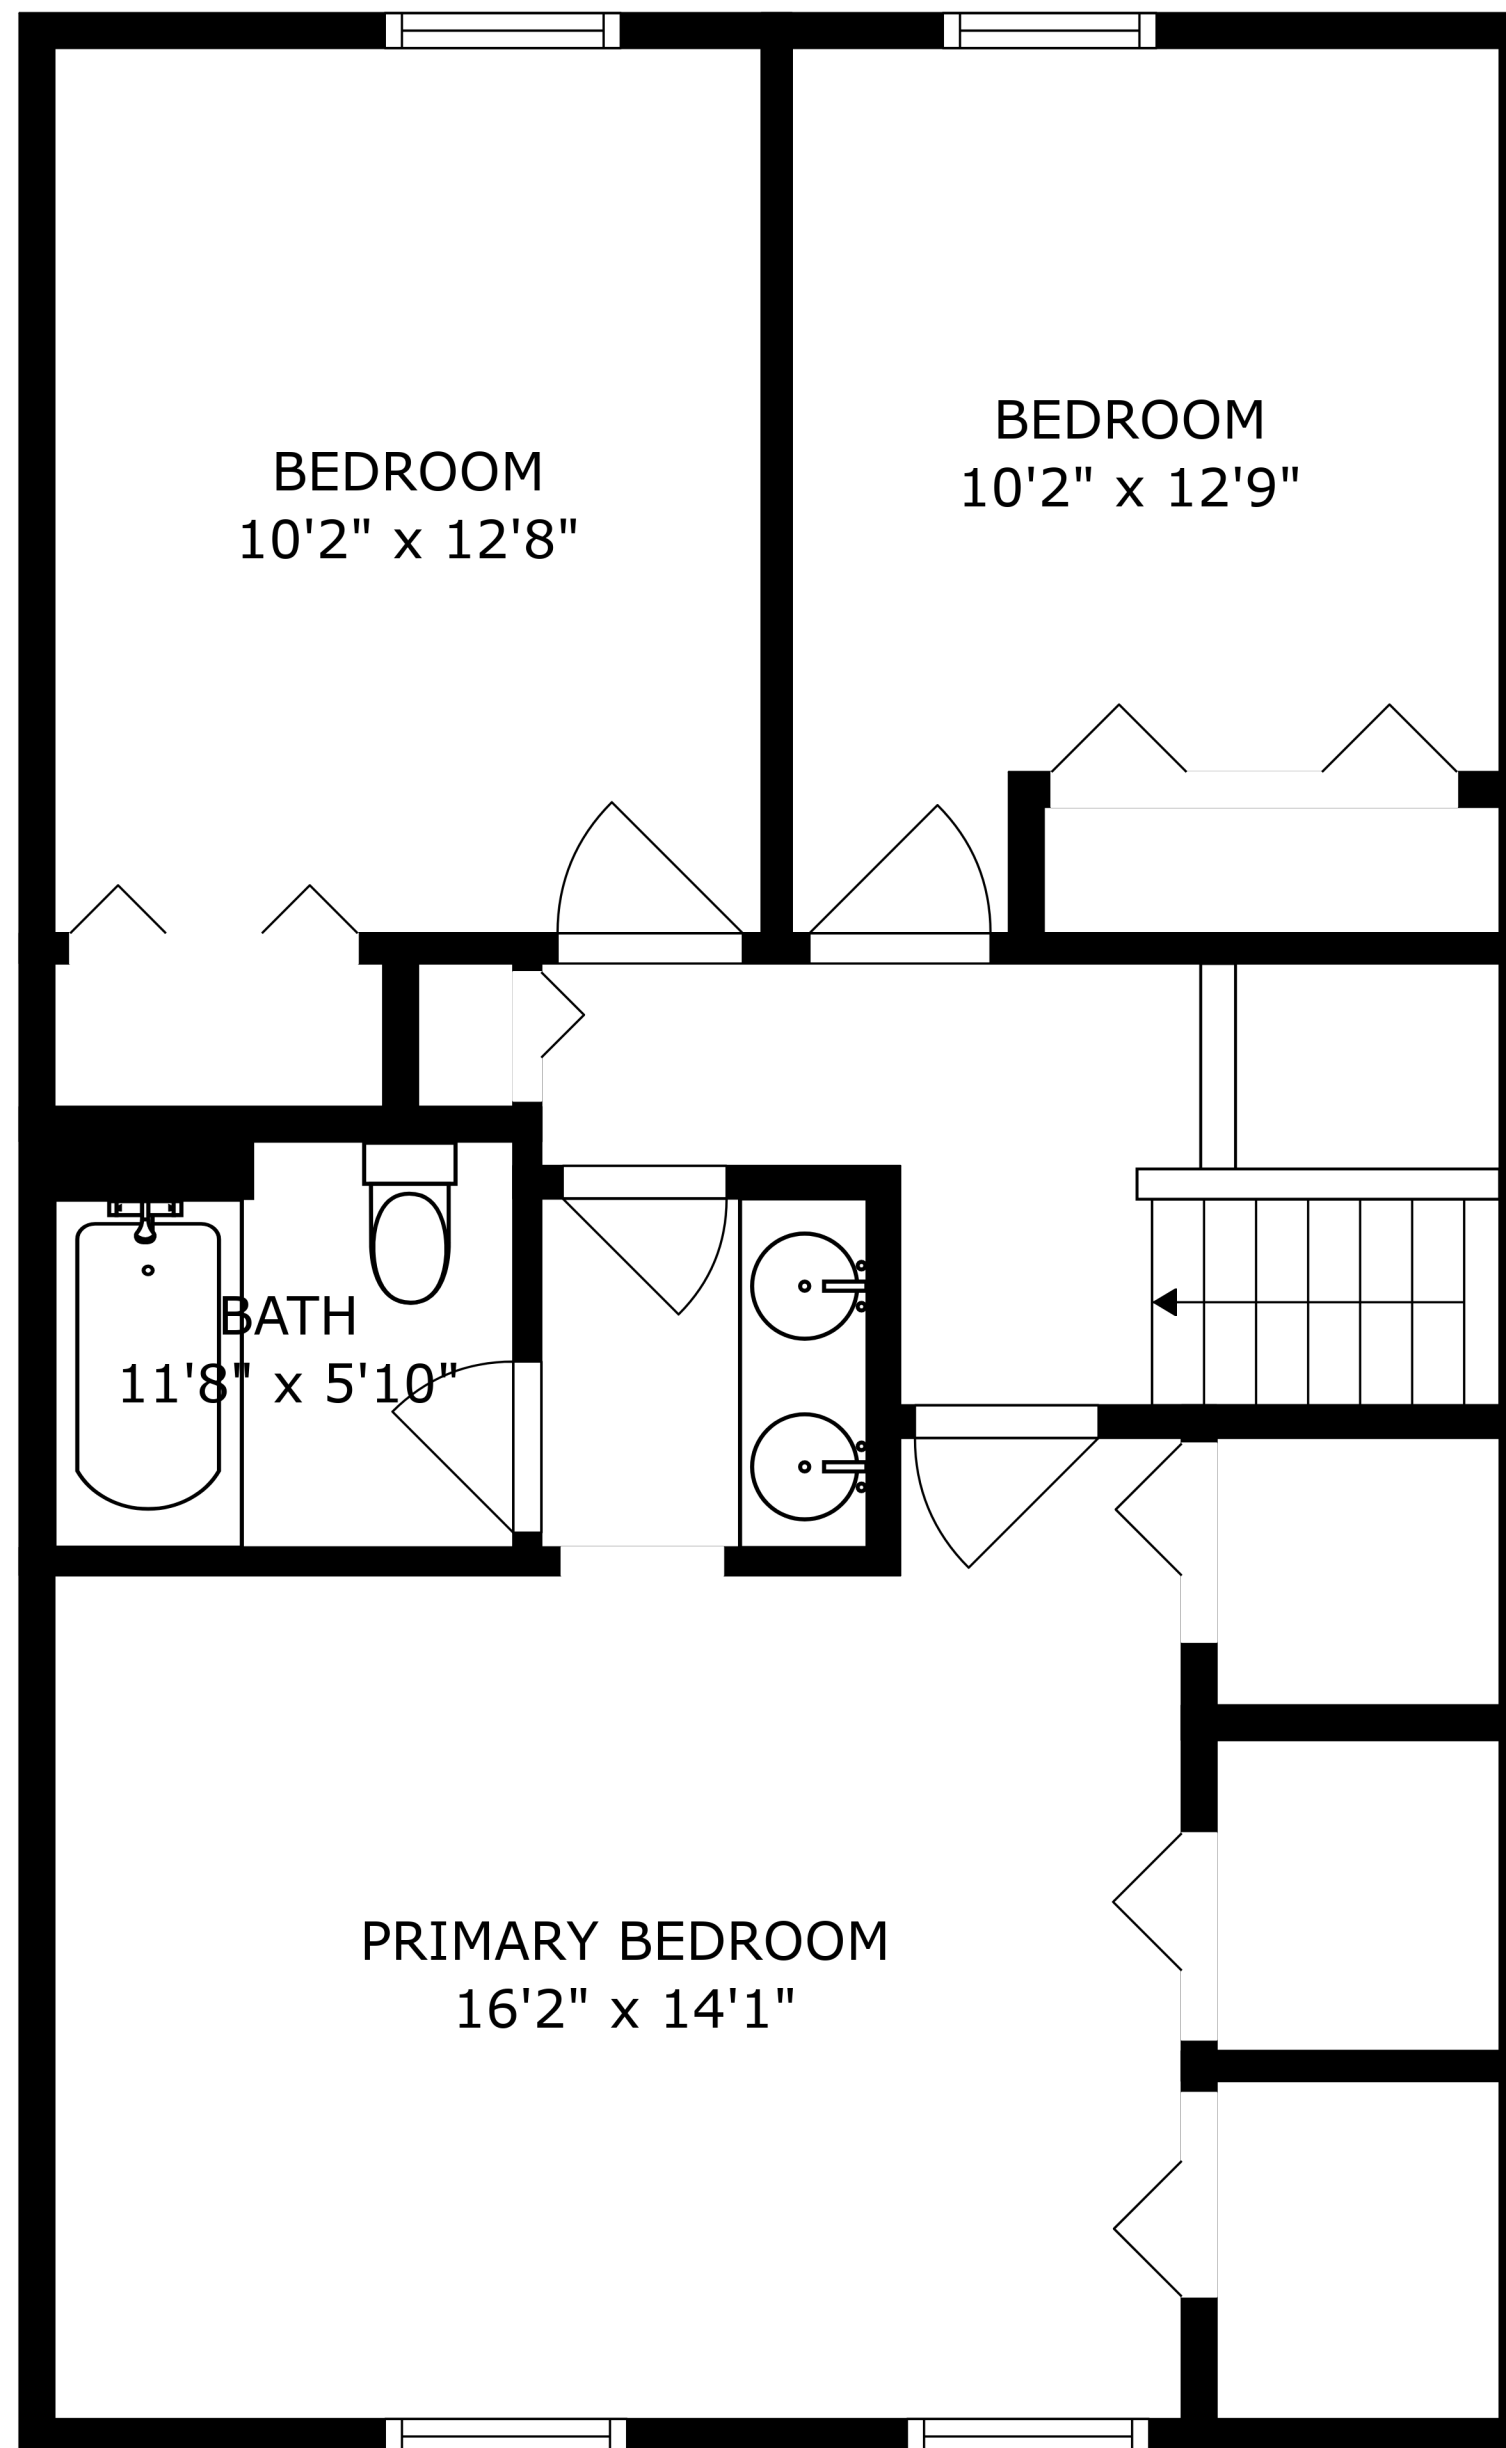 BEDROOM
10'2" x 12'8"
BEDROOM
10'2" x 12'9"
BATH
11'8" x 5'10"
PRIMARY BEDROOM
16'2" x 14'1"